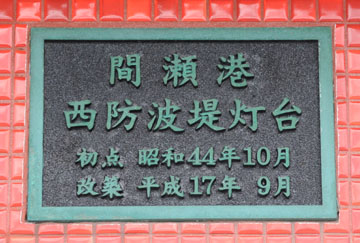 間瀬港
西防波堤灯台
初点 昭和44年10月
改築 平成17年 9月